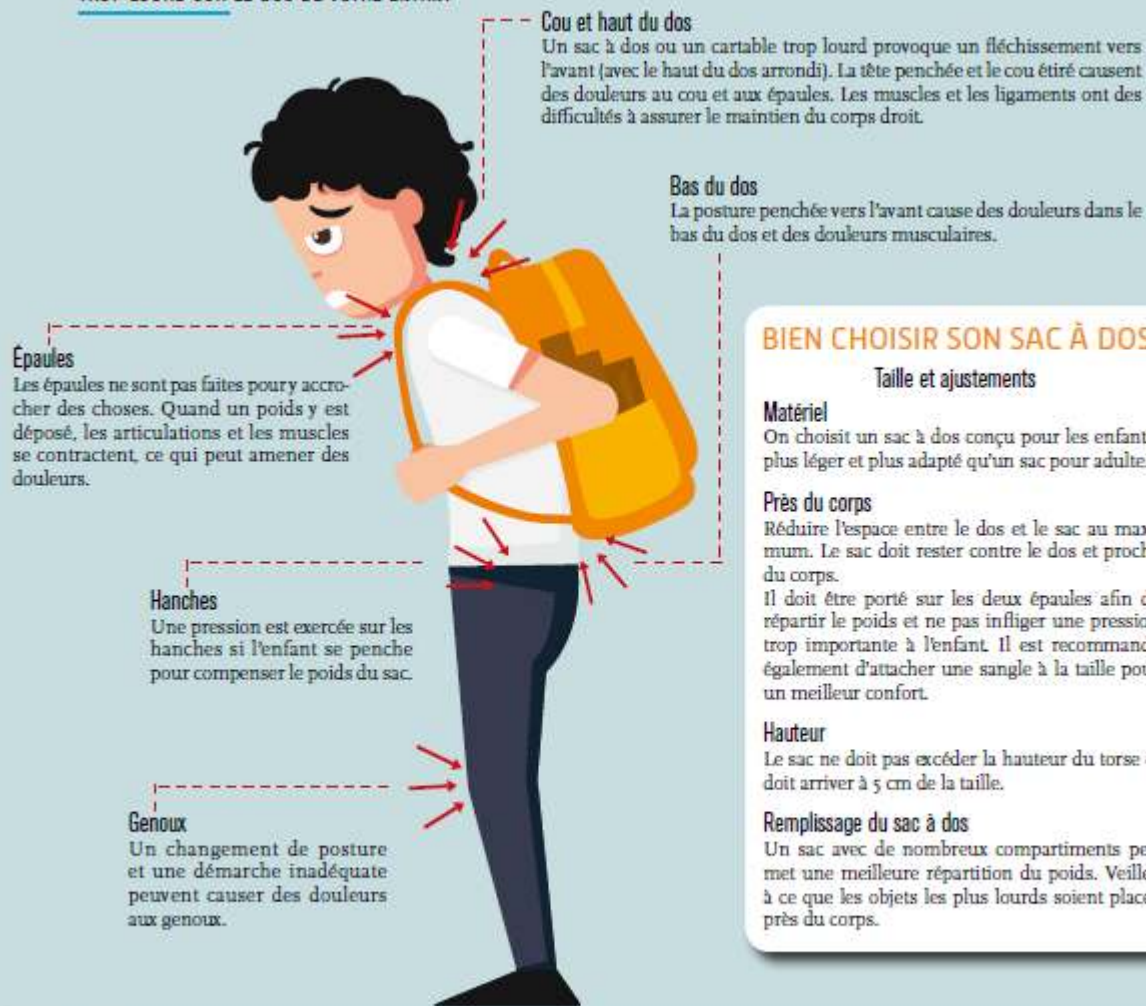 Cou et haut du dos
Un sac à dos ou un cartable trop lourd provoque un fléchissement vers
l'avant (avec le haut du dos arrondi). La tête penchée et le cou étiré causent
des douleurs au cou et aux épaules. Les muscles et les ligaments ont des
difficultés à assurer le maintien du corps droit.
Bas du dos
La posture penchée vers l'avant cause des douleurs dans le
bas du dos et des douleurs musculaires.
Épaules
Les épaules ne sont pas faites pour y accro-
cher des choses. Quand un poids y est
déposé, les articulations et les muscles
se contractent, ce qui peut amener des
douleurs.
Hanches
Une pression est exercée sur les
hanches si l'enfant se penche
pour compenser le poids du sac.
Genoux
Un changement de posture
et une démarche inadéquate
peuvent causer des douleurs
aux genoux.
BIEN CHOISIR SON SAC À DOS
Taille et ajustements
Matériel
On choisit un sac à dos conçu pour les enfant
plus léger et plus adapté qu'un sac pour adulte
Près du corps
Réduire l'espace entre le dos et le sac au max
mum. Le sac doit rester contre le dos et proch
du corps.
Il doit être porté sur les deux épaules afin d
répartir le poids et ne pas infliger une pression
trop importante à l'enfant. Il est recommand
également d'attacher une sangle à la taille pou
un meilleur confort.
Hauteur
Le sac ne doit pas excéder la hauteur du torse
doit arriver à 5 cm de la taille.
Remplissage du sac à dos
Un sac avec de nombreux compartiments pe
met une meilleure répartition du poids. Veille
à ce que les objets les plus lourds soient placé
près du corps.